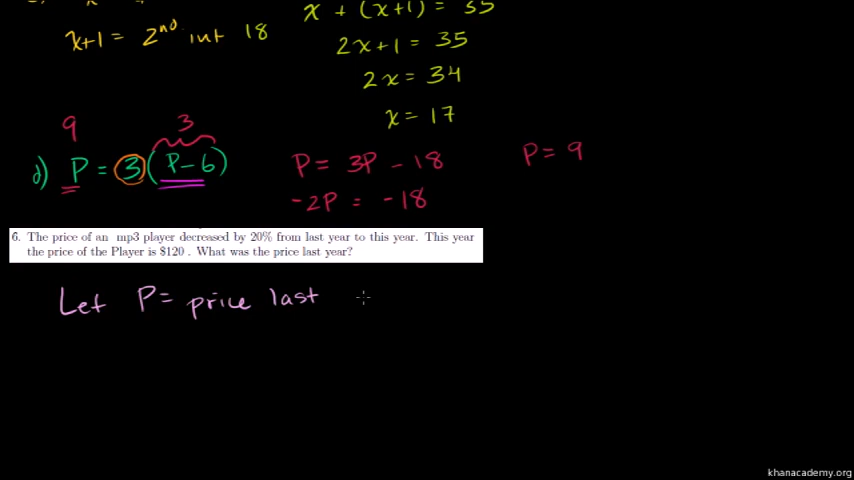 x+1 = 2nd int 18
x + (x+1) = 35
2x+1 = 35
2x = 34
x = 17
9
3
d) P = 3(P-6)
P = 3P - 18
P = 9
-2P = -18
6. The price of an mp3 player decreased by 20% from last year to this year. This year
the price of the Player is $120 . What was the price last year?
Let P= price last
khanacademy.org